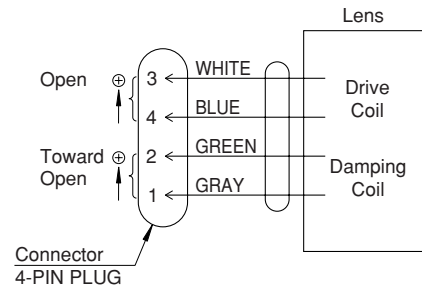 Lens
Open ⊕ 3 WHITE
4 BLUE
Drive
Coil
Toward
Open
⊕ 2 GREEN
1 GRAY
Damping
Coil
Connector
4-PIN PLUG